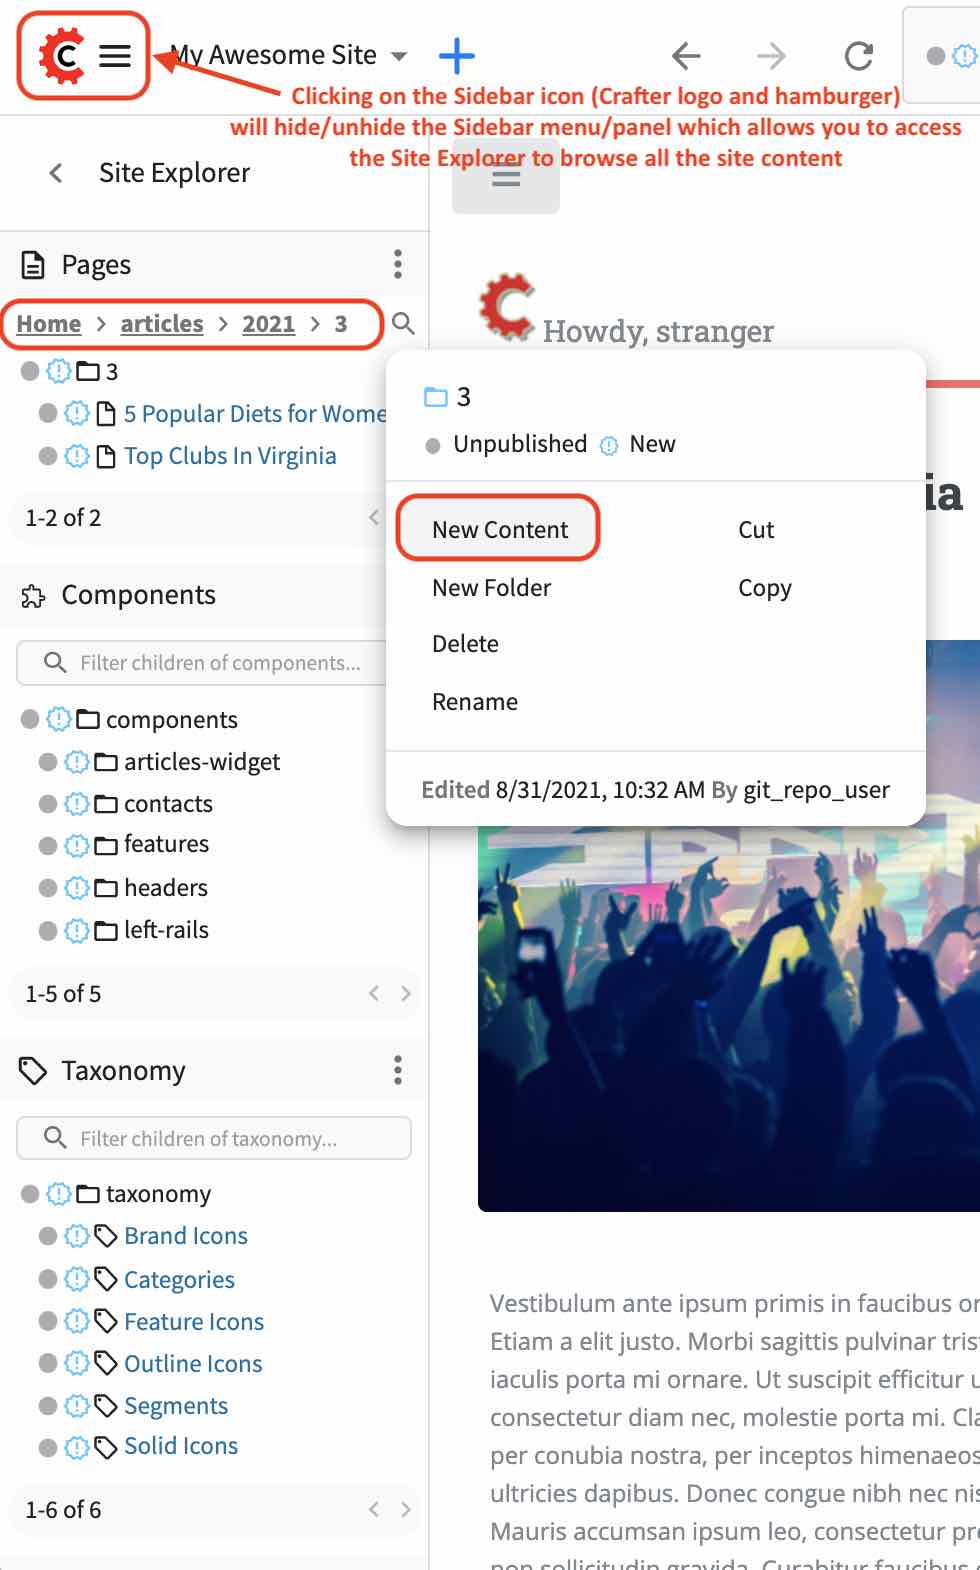 My Awesome Site
Clicking on the Sidebar icon (Crafter logo and hamburger)
will hide/unhide the Sidebar menu/panel which allows you to access
the Site Explorer to browse all the site content
Site Explorer
Pages
Home > articles > 2021 > 3
3
5 Popular Diets for Wome
Top Clubs In Virginia
1-2 of 2
Components
Filter children of components...
components
articles-widget
contacts
features
headers
left-rails
1-5 of 5
Taxonomy
Filter children of taxonomy...
taxonomy
Brand Icons
Categories
Feature Icons
Outline Icons
Segments
Solid Icons
1-6 of 6
Howdy, stranger
3
Unpublished New
New Content Cut
New Folder Copy
Delete
Rename
Edited 8/31/2021, 10:32 AM By git_repo_user
ia
Vestibulum ante ipsum primis in faucibus or
Etiam a elit justo. Morbi sagittis pulvinar trist
iaculis porta mi ornare. Ut suscipit efficitur u
consectetur diam nec, molestie porta mi. Cla
per conubia nostra, per inceptos himenaeos
ultricies dapibus. Donec congue nibh nec nis
Mauris accumsan ipsum leo, consectetur pre
non sollicitudin gravida. Curabitur faucibus